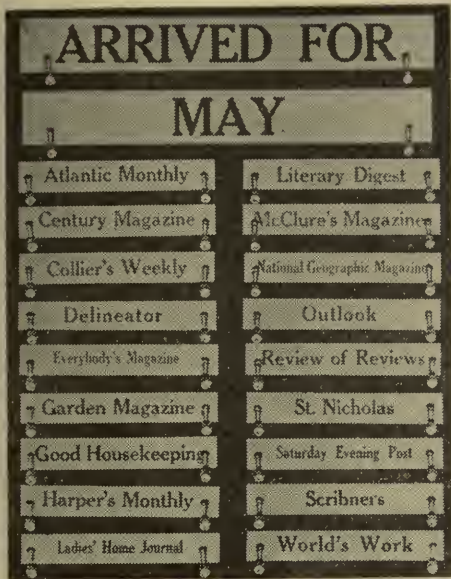 ARRIVED FOR
MAY
Atlantic Monthly
Century Magazine
Collier's Weekly
Delineator
Everybody's Magazine
Garden Magazine
Good Housekeeping
Harper's Monthly
Ladies' Home Journal
Literary Digest
McClure's Magazine
National Geographic Magazine
Outlook
Review of Reviews
St. Nicholas
Saturday Evening Post
Scribners
World's Work